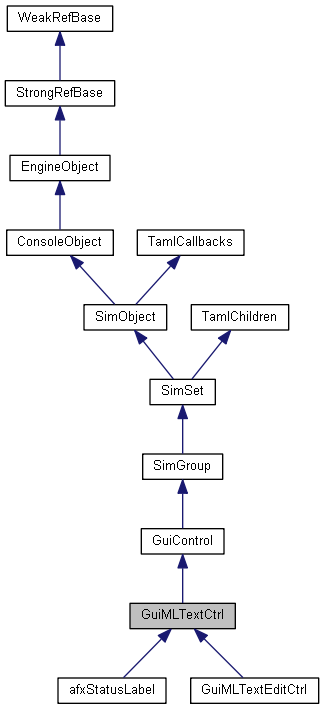 WeakRefBase
StrongRefBase
EngineObject
ConsoleObject
TamlCallbacks
SimObject
TamlChildren
SimSet
SimGroup
GuiControl
GuiMLTextCtrl
afxStatusLabel
GuiMLTextEditCtrl